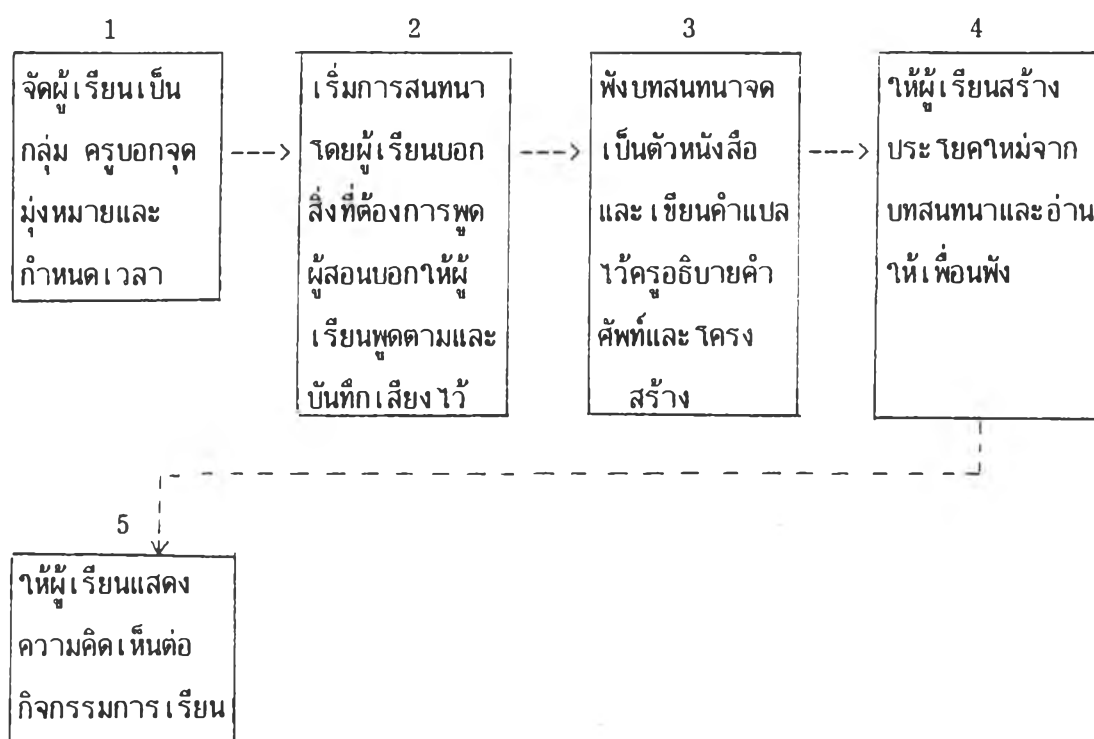 1
จัดผู้เรียนเป็น
กลุ่ม ครูบอกจุด
มุ่งหมายและ
กำหนดเวลา
2
เริ่มการสนทนา
โดยผู้เรียนบอก
สิ่งที่ต้องการพูด
ผู้สอนบอกให้ผู้
เรียนพูดตามและ
บันทึกเสียงไว้
3
ฟังบทสนทนาจด
เป็นตัวหนังสือ
และเขียนคำแปล
ไว้ครูอธิบายคำ
ศัพท์และโครง
สร้าง
4
ให้ผู้เรียนสร้าง
ประโยคใหม่จาก
บทสนทนาและอ่าน
ให้เพื่อนฟัง
5
ให้ผู้เรียนแสดง
ความคิดเห็นต่อ
กิจกรรมการเรียน